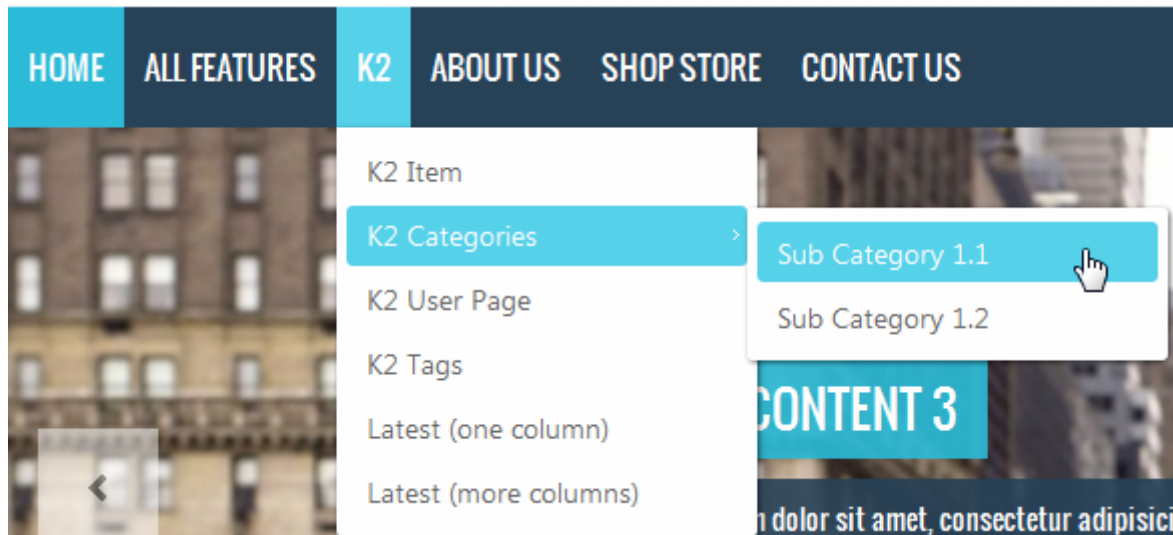 HOME ALL FEATURES K2 ABOUT US SHOP STORE CONTACT US
K2 Item
K2 Categories
Sub Category 1.1
K2 User Page
Sub Category 1.2
K2 Tags
CONTENT 3
Latest (one column)
Latest (more columns)
dolor sit amet, consectetur